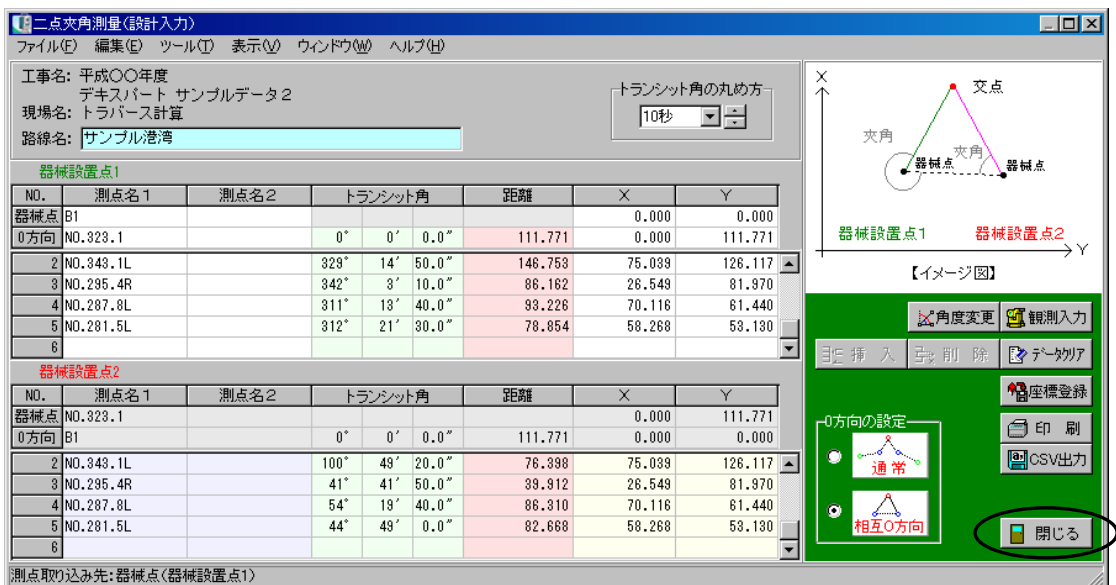 二点夾角測量(設計入力)
ファイル(F) 編集(E) ツール(T) 表示(V) ウィンドウ(W) ヘルプ(H)
工事名: 平成〇〇年度
デキスパート サンプルデータ2
現場名: トラバース計算
路線名: サンプル港湾
トランシット角の丸め方
10秒
器械設置点1
NO. 測点名1 測点名2 トランシット角 距離 X Y
器械点 B1 0.000 0.000
0方向 NO.323.1 0° 0′ 0.0″ 111.771 0.000 111.771
2 NO.343.1L 329° 14′ 50.0″ 146.753 75.039 126.117
3 NO.295.4R 342° 3′ 10.0″ 86.162 26.549 81.970
4 NO.287.8L 311° 13′ 40.0″ 93.226 70.116 61.440
5 NO.281.5L 312° 21′ 30.0″ 78.854 58.268 53.130
6
器械設置点2
NO. 測点名1 測点名2 トランシット角 距離 X Y
器械点 NO.323.1 0.000 111.771
0方向 B1 0° 0′ 0.0″ 111.771 0.000 0.000
2 NO.343.1L 100° 49′ 20.0″ 76.398 75.039 126.117
3 NO.295.4R 41° 41′ 50.0″ 39.912 26.549 81.970
4 NO.287.8L 54° 19′ 40.0″ 86.310 70.116 61.440
5 NO.281.5L 44° 49′ 0.0″ 82.668 58.268 53.130
6
測点取り込み先:器械点(器械設置点1)
X
交点
夾角
夾角
器械点
器械点
器械設置点1 器械設置点2
Y
【イメージ図】
角度変更 観測入力
挿 入 削 除 データクリア
座標登録
印 刷
CSV出力
0方向の設定
通常
相互0方向
閉じる